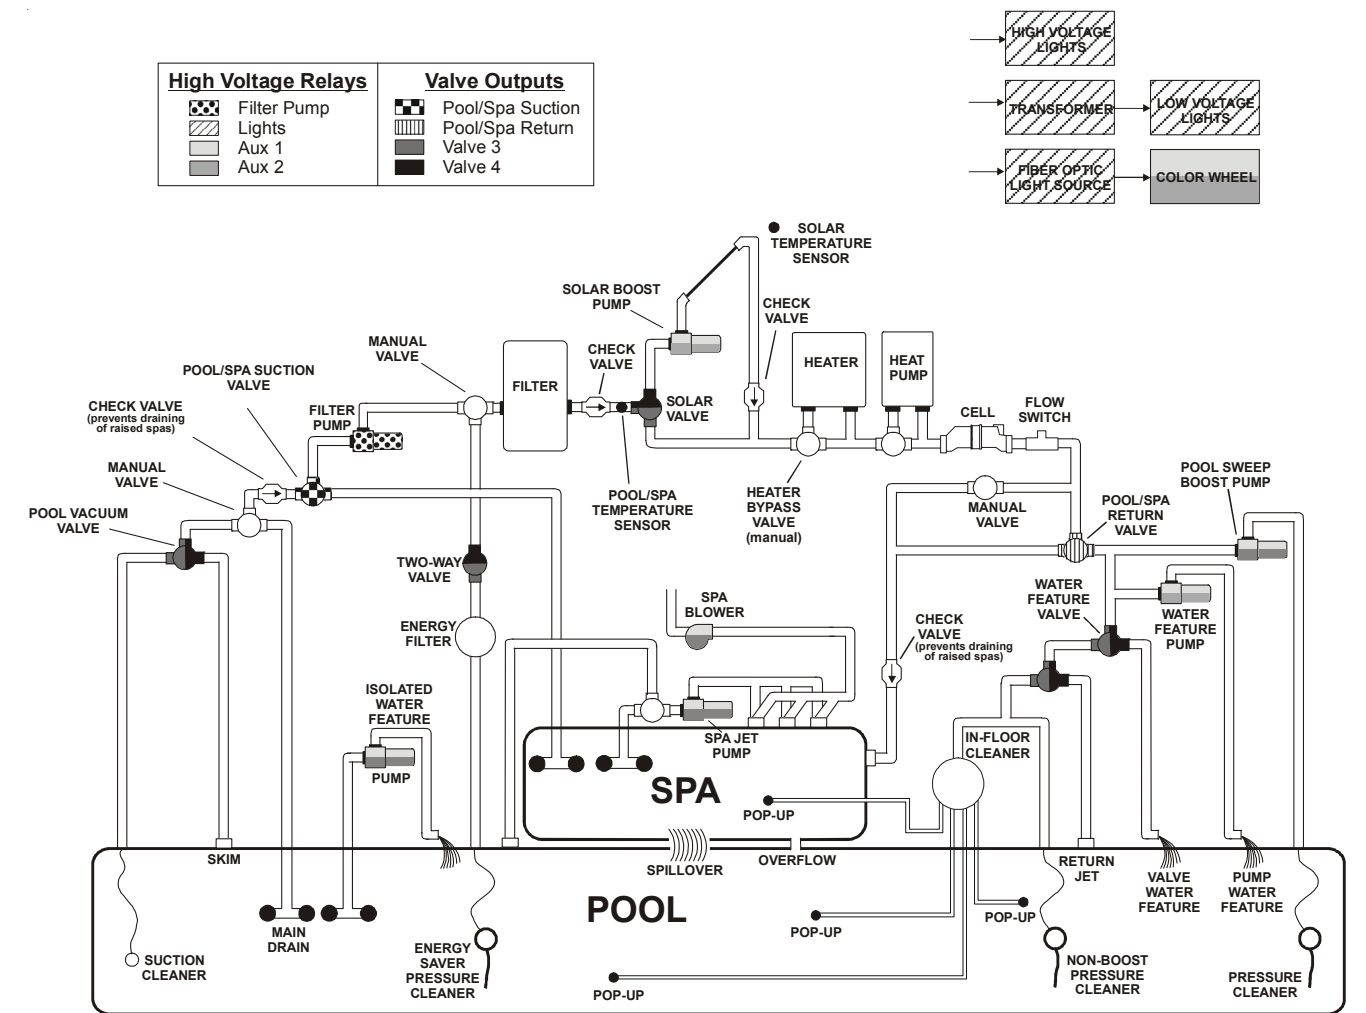 HIGH VOLTAGE
LIGHTS
High Voltage Relays
Filter Pump
Lights
Aux 1
Aux 2
Valve Outputs
Pool/Spa Suction
Pool/Spa Return
Valve 3
Valve 4
TRANSFORMER
LOW VOLTAGE
LIGHTS
FIBER OPTIC
LIGHT SOURCE
COLOR WHEEL
SOLAR
TEMPERATURE
SENSOR
SOLAR BOOST
PUMP
CHECK
VALVE
MANUAL
VALVE
CHECK
VALVE
HEATER
HEAT
PUMP
POOL/SPA SUCTION
VALVE
FILTER
SOLAR
VALVE
CELL
FLOW
SWITCH
CHECK VALVE
(prevents draining
of raised spas)
FILTER
PUMP
MANUAL
VALVE
POOL VACUUM
VALVE
POOL/SPA
TEMPERATURE
SENSOR
HEATER
BYPASS
VALVE
(manual)
MANUAL
VALVE
POOL/SPA
RETURN
VALVE
POOL SWEEP
BOOST PUMP
TWO-WAY
VALVE
ENERGY
FILTER
SPA
BLOWER
CHECK
VALVE
(prevents draining
of raised spas)
WATER
FEATURE
VALVE
WATER
FEATURE
PUMP
ISOLATED
WATER
FEATURE
PUMP
SPA JET
PUMP
IN-FLOOR
CLEANER
SPA
POP-UP
SKIM
SPILLOVER
OVERFLOW
RETURN
JET
VALVE
WATER
FEATURE
PUMP
WATER
FEATURE
POOL
MAIN
DRAIN
POP-UP
POP-UP
SUCTION
CLEANER
ENERGY
SAVER
PRESSURE
CLEANER
POP-UP
NON-BOOST
PRESSURE
CLEANER
PRESSURE
CLEANER